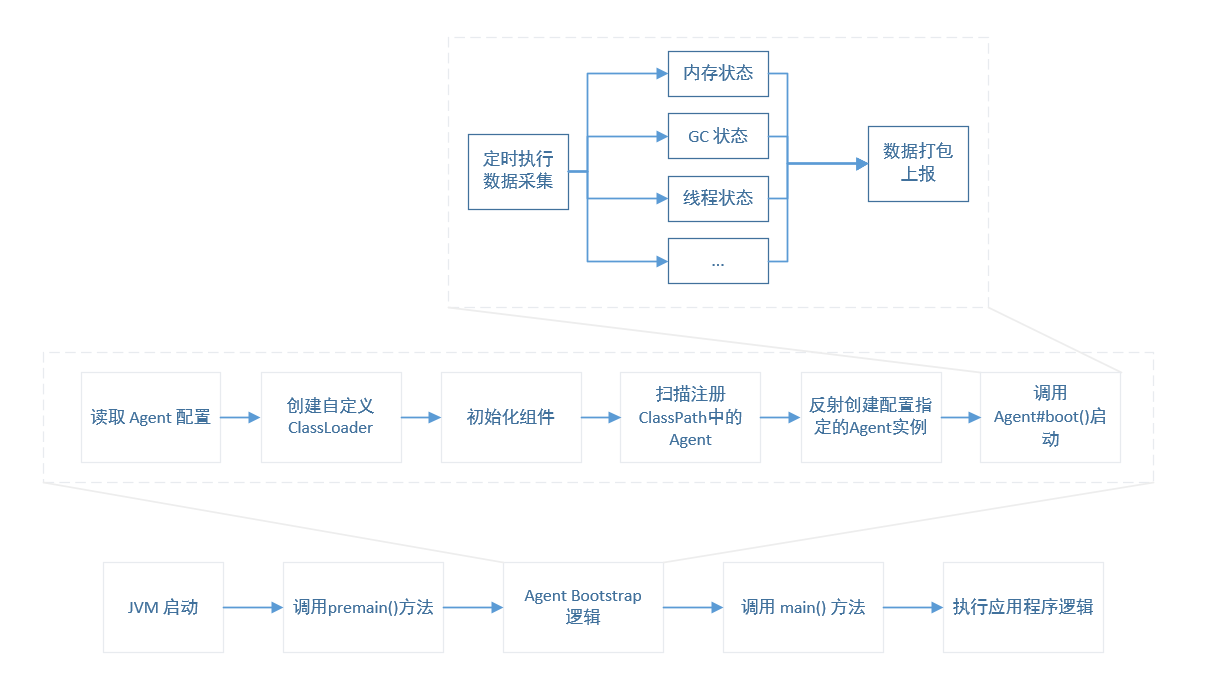 内存状态
GC 状态
定时执行
数据采集
数据打包
上报
线程状态
...
读取 Agent 配置
创建自定义
ClassLoader
初始化组件
扫描注册
ClassPath中的
Agent
反射创建配置指
定的Agent实例
调用
Agent#boot()启
动
JVM 启动
调用premain()方法
Agent Bootstrap
逻辑
调用 main() 方法
执行应用程序逻辑